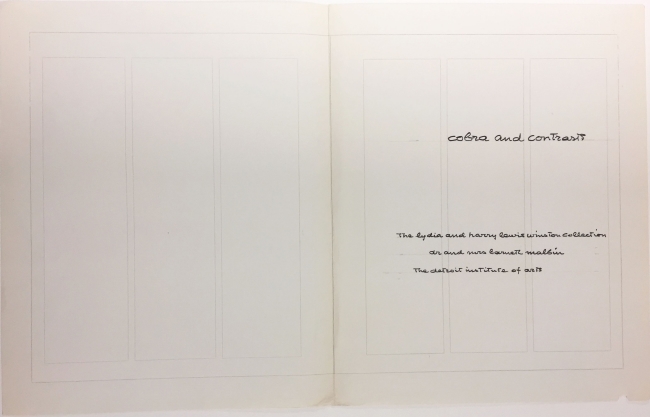 cobra and contrasts
The lydia and harry lewis winston collection
dr and mrs barnett malbin
The detroit institute of arts